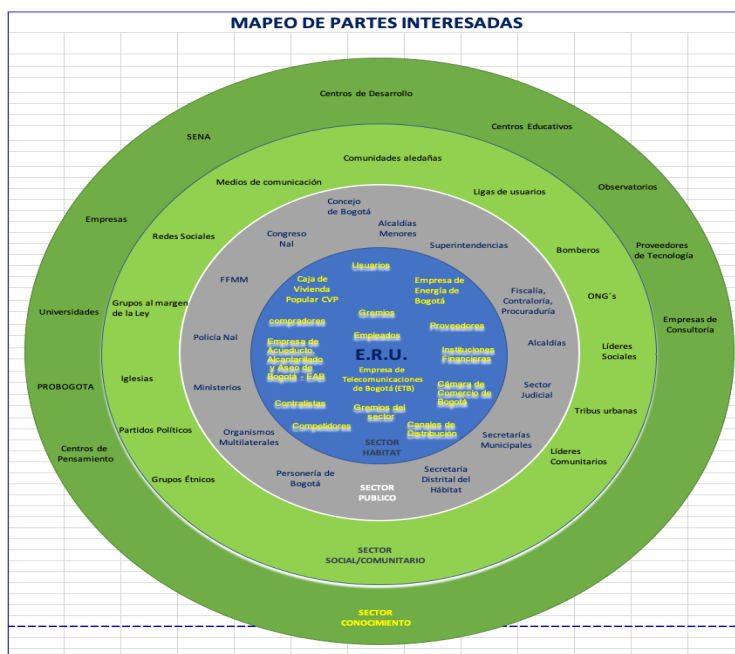 MAPEO DE PARTES INTERESADAS
Centros de Desarrollo
SENA
Centros Educativos
Observatorios
Empresas
Proveedores
de Tecnología
Universidades
Empresas de
Consultoría
PROBOGOTA
Centros de
Pensamiento
SECTOR
CONOCIMIENTO
Comunidades aledañas
Medios de comunicación
Ligas de usuarios
Redes Sociales
Bomberos
Grupos al margen
de la Ley
ONG´s
Iglesias
Líderes
Sociales
Partidos Políticos
Tribus urbanas
Grupos Étnicos
Líderes
Comunitarios
SECTOR
SOCIAL/COMUNITARIO
Concejo
de Bogotá
Alcaldías
Menores
Congreso
Nal
Superintendencias
FFMM
Fiscalía,
Contraloría,
Procuraduría
Policía Nal
Alcaldías
Ministerios
Sector
Judicial
Organismos
Multilaterales
Secretarías
Municipales
Personería de
Bogotá
Secretaría
Distrital del
Hábitat
SECTOR
PUBLICO
Usuarios
Caja de
Vivienda
Popular CVP
Empresa de
Energía de
Bogotá
Gremios
compradores
Proveedores
Empleados
Empresa de
Acueducto,
Alcantarillado
y Aseo de
Bogotá - EAB
E.R.U.
Instituciones
Financieras
Empresa de
Telecomunicaciones
de Bogotá (ETB)
Cámara de
Comercio de
Bogotá
Contratistas
Gremios del
sector
Competidores
Canales de
Distribución
SECTOR
HABITAT